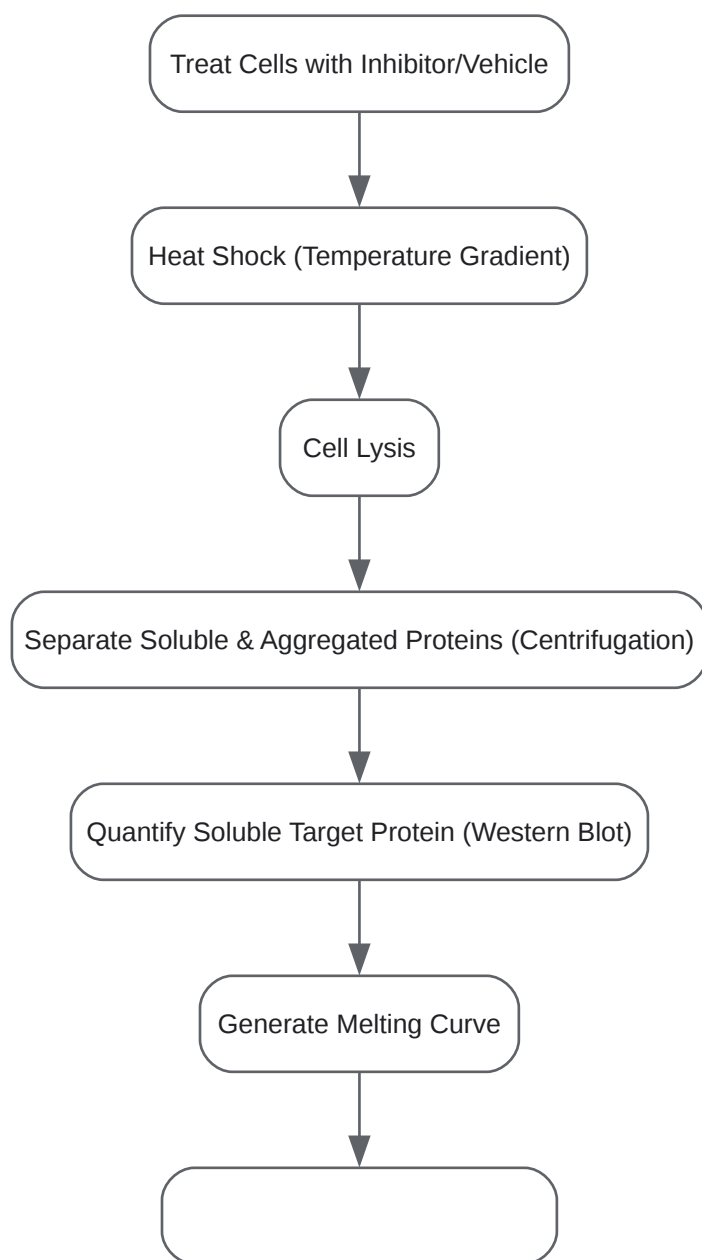 Treat Cells with Inhibitor/Vehicle
Heat Shock (Temperature Gradient)
Cell Lysis
Separate Soluble & Aggregated Proteins (Centrifugation)
Quantify Soluble Target Protein (Western Blot)
Generate Melting Curve